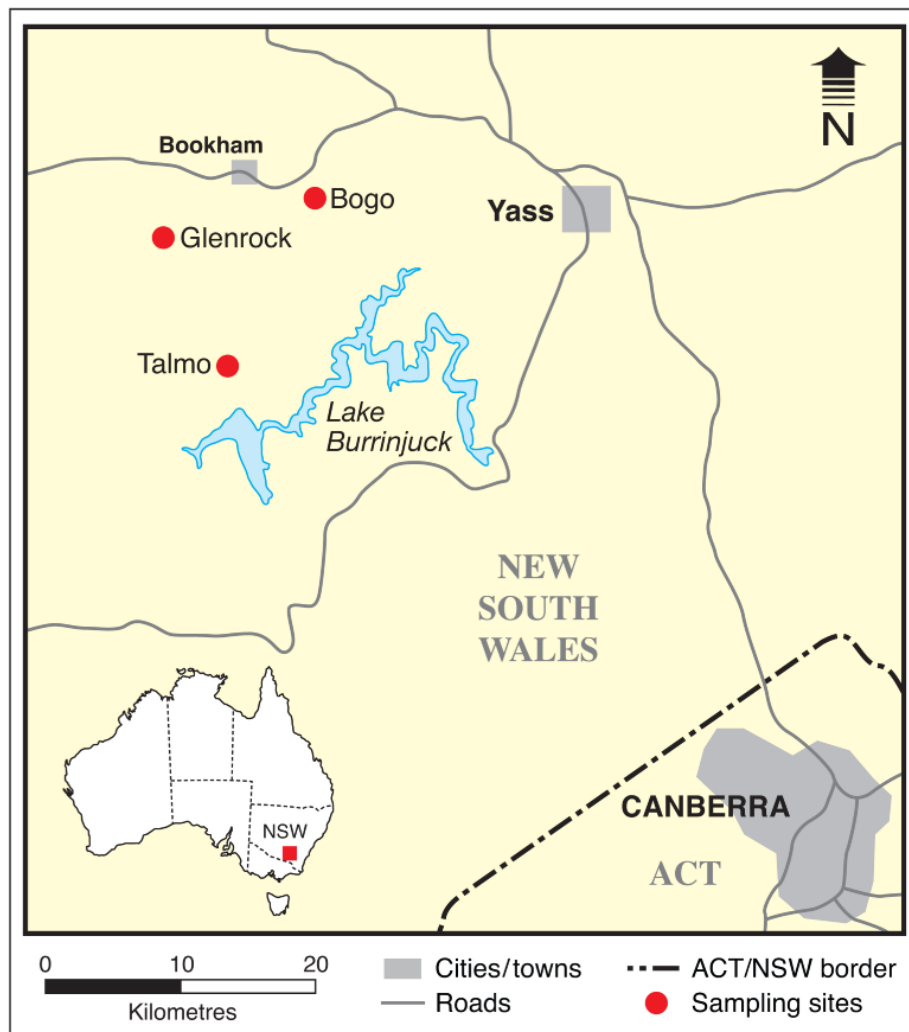 N
Bookham
Bogo
Yass
Glenrock
Talmo
Lake
Burrinjuck
NEW
SOUTH
WALES
NSW
CANBERRA
ACT
0 10 20
Kilometres
Cities/towns
Roads
ACT/NSW border
Sampling sites